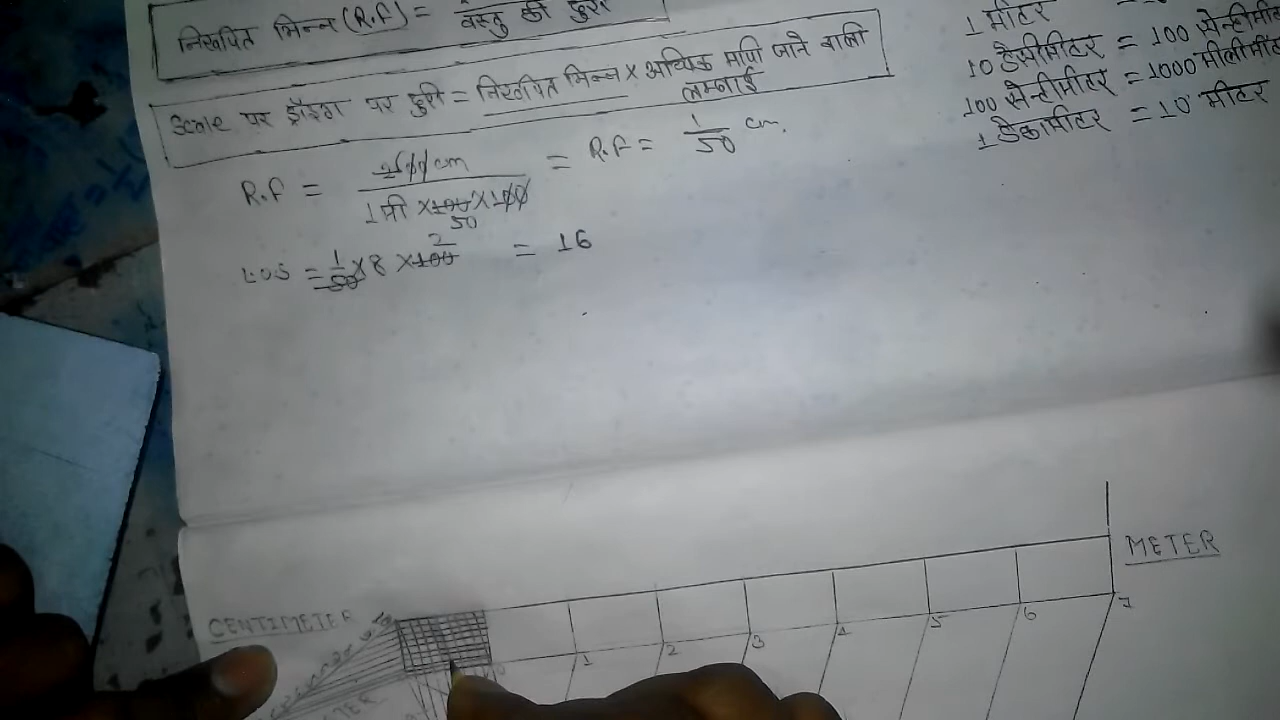 निरूपित भिन्न (R.F) = वस्तु की दुरी
Scale पर ड्रॉइंग पर दुरी = निरूपित भिन्न × अधिक मापी जाने वाली लम्बाई
1 मीटर =
10 डेसीमीटर = 100 सेन्टीमीटर
100 सेन्टीमीटर = 1000 मीलीमीटर
1 डेकामीटर = 10 मीटर
R.F = cm / 1मी ×100×100 50 = R.F = 1/50 cm.
LOS = 1/50 × 8 × 100 2 = 16
METER
CENTIMETER
1 2 3 4 5 6 7